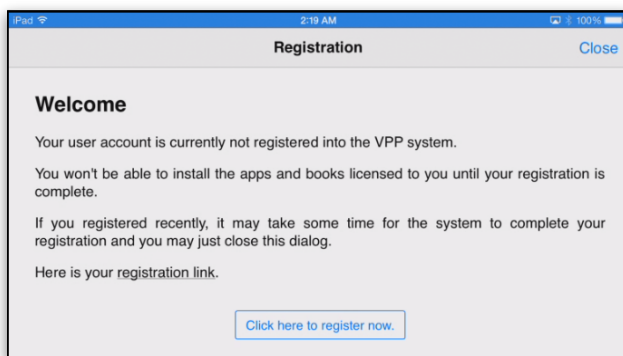 iPad 2:19 AM 100%
Registration Close
Welcome
Your user account is currently not registered into the VPP system.
You won't be able to install the apps and books licensed to you until your registration is
complete.
If you registered recently, it may take some time for the system to complete your
registration and you may just close this dialog.
Here is your registration link.
Click here to register now.